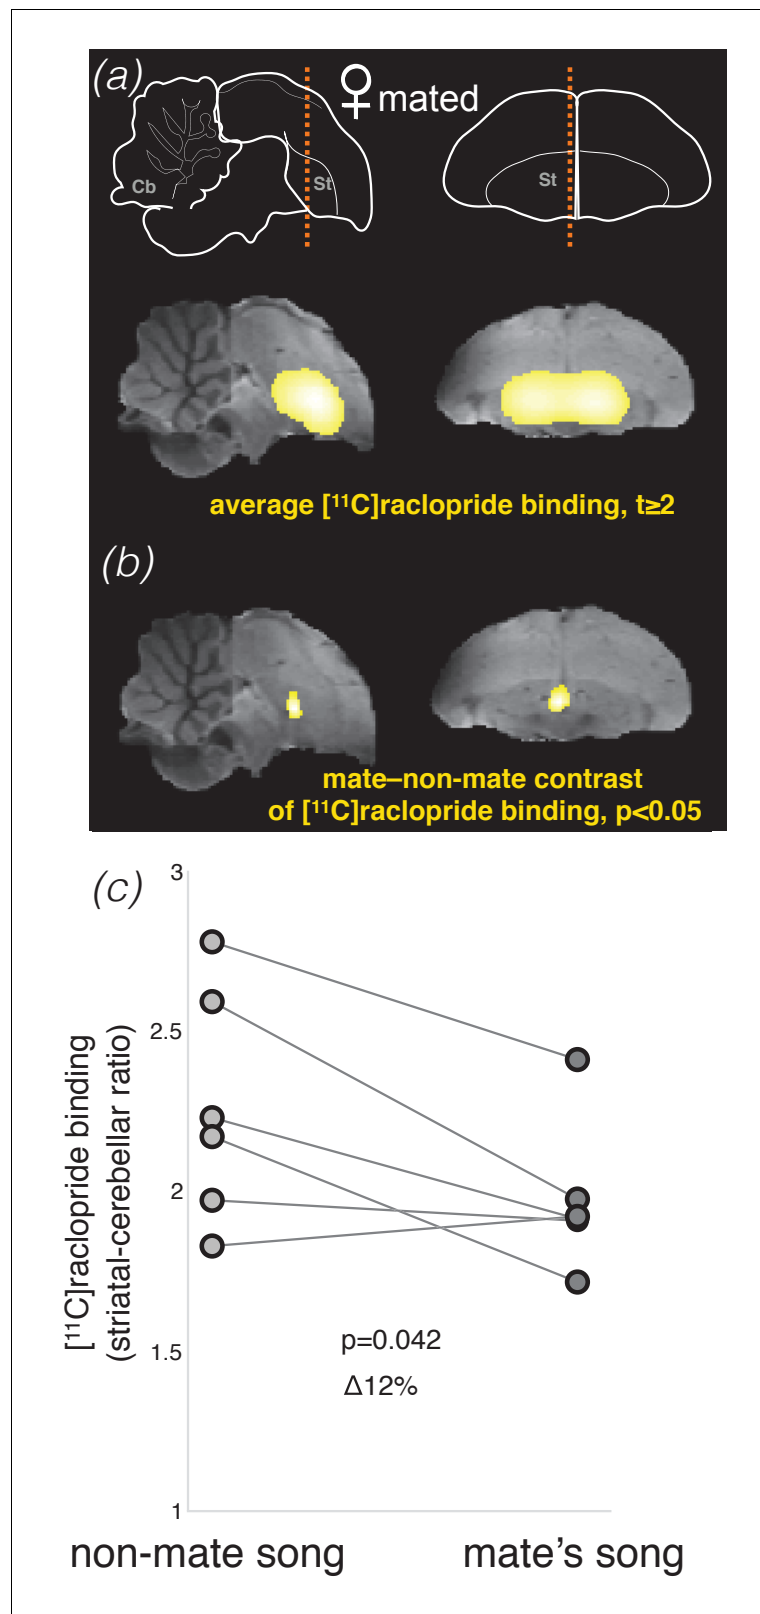 (a)
♀ mated
Cb
St
St
average [¹¹C]raclopride binding, t≥2
(b)
mate–non-mate contrast
of [¹¹C]raclopride binding, p<0.05
(c)
3
2.5
2
1.5
1
[¹¹C]raclopride binding
(striatal-cerebellar ratio)
p=0.042
Δ12%
non-mate song
mate's song